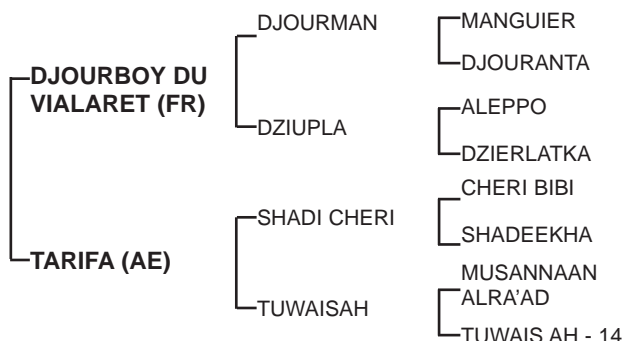 DJOURMAN
MANGUIER
DJOURANTA
DJOURBOY DU
VIALARET (FR)
DZIUPLA
ALEPPO
DZIERLATKA
TARIFA (AE)
SHADI CHERI
CHERI BIBI
SHADEEKHA
TUWAISAH
MUSANNAAN
ALRA'AD
TUWAIS AH - 14